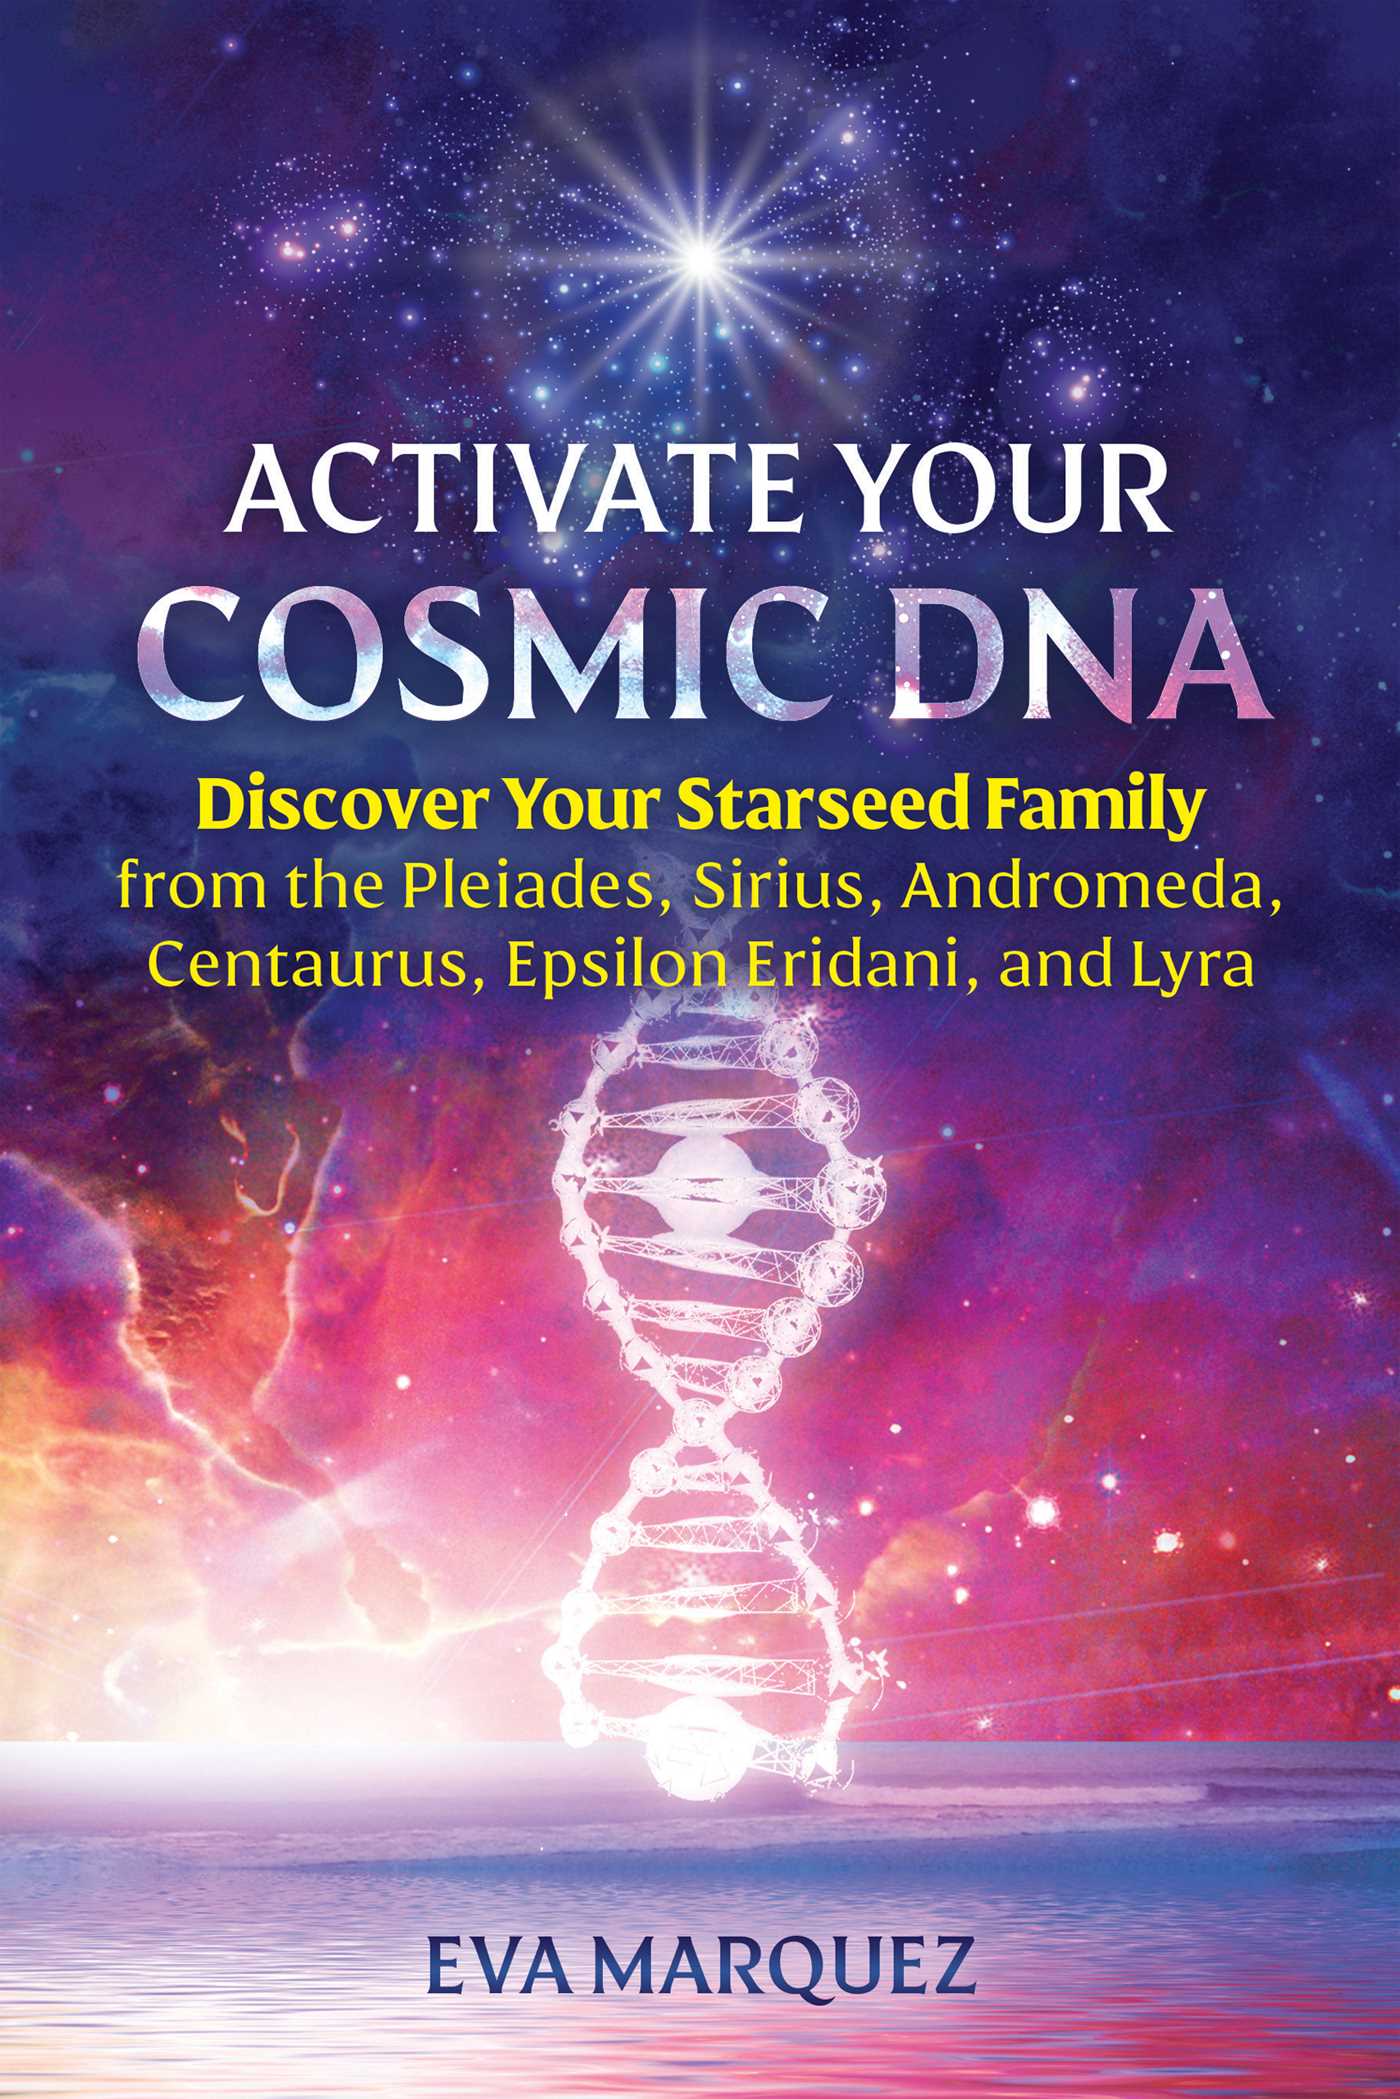 ACTIVATE YOUR
COSMIC DNA
Discover Your Starseed Family
from the Pleiades, Sirius, Andromeda,
Centaurus, Epsilon Eridani, and Lyra
EVA MARQUEZ